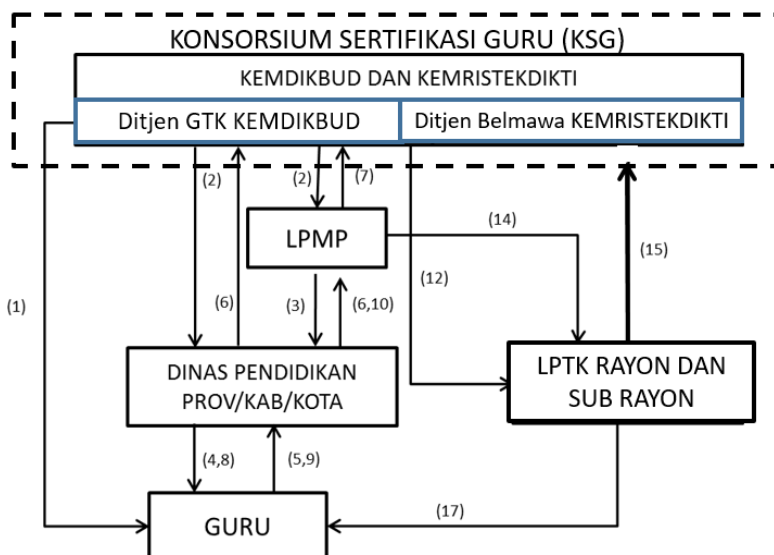 KONSORSIUM SERTIFIKASI GURU (KSG)
KEMDIKBUD DAN KEMRISTEKDIKTI
Ditjen GTK KEMDIKBUD
Ditjen Belmawa KEMRISTEKDIKTI
(2)
(2)
(7)
LPMP
(14)
(15)
(12)
(1)
(6)
(3)
(6,10)
DINAS PENDIDIKAN
PROV/KAB/KOTA
LPTK RAYON DAN
SUB RAYON
(4,8)
(5,9)
GURU
(17)